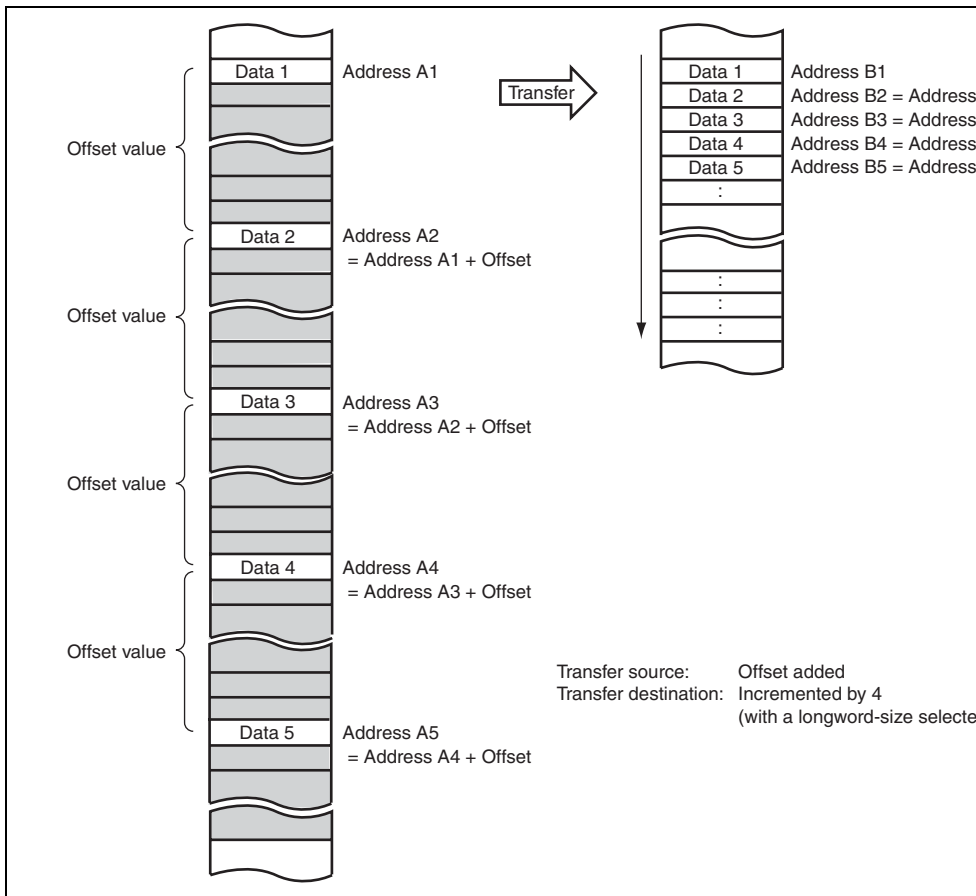 Data 1
Address A1
Offset value
Data 2
Address A2
= Address A1 + Offset
Offset value
Data 3
Address A3
= Address A2 + Offset
Offset value
Data 4
Address A4
= Address A3 + Offset
Offset value
Data 5
Address A5
= Address A4 + Offset
Transfer
Data 1
Address B1
Data 2
Address B2 = Address
Data 3
Address B3 = Address
Data 4
Address B4 = Address
Data 5
Address B5 = Address
:
:
:
:
Transfer source: Offset added
Transfer destination: Incremented by 4
(with a longword-size selecte